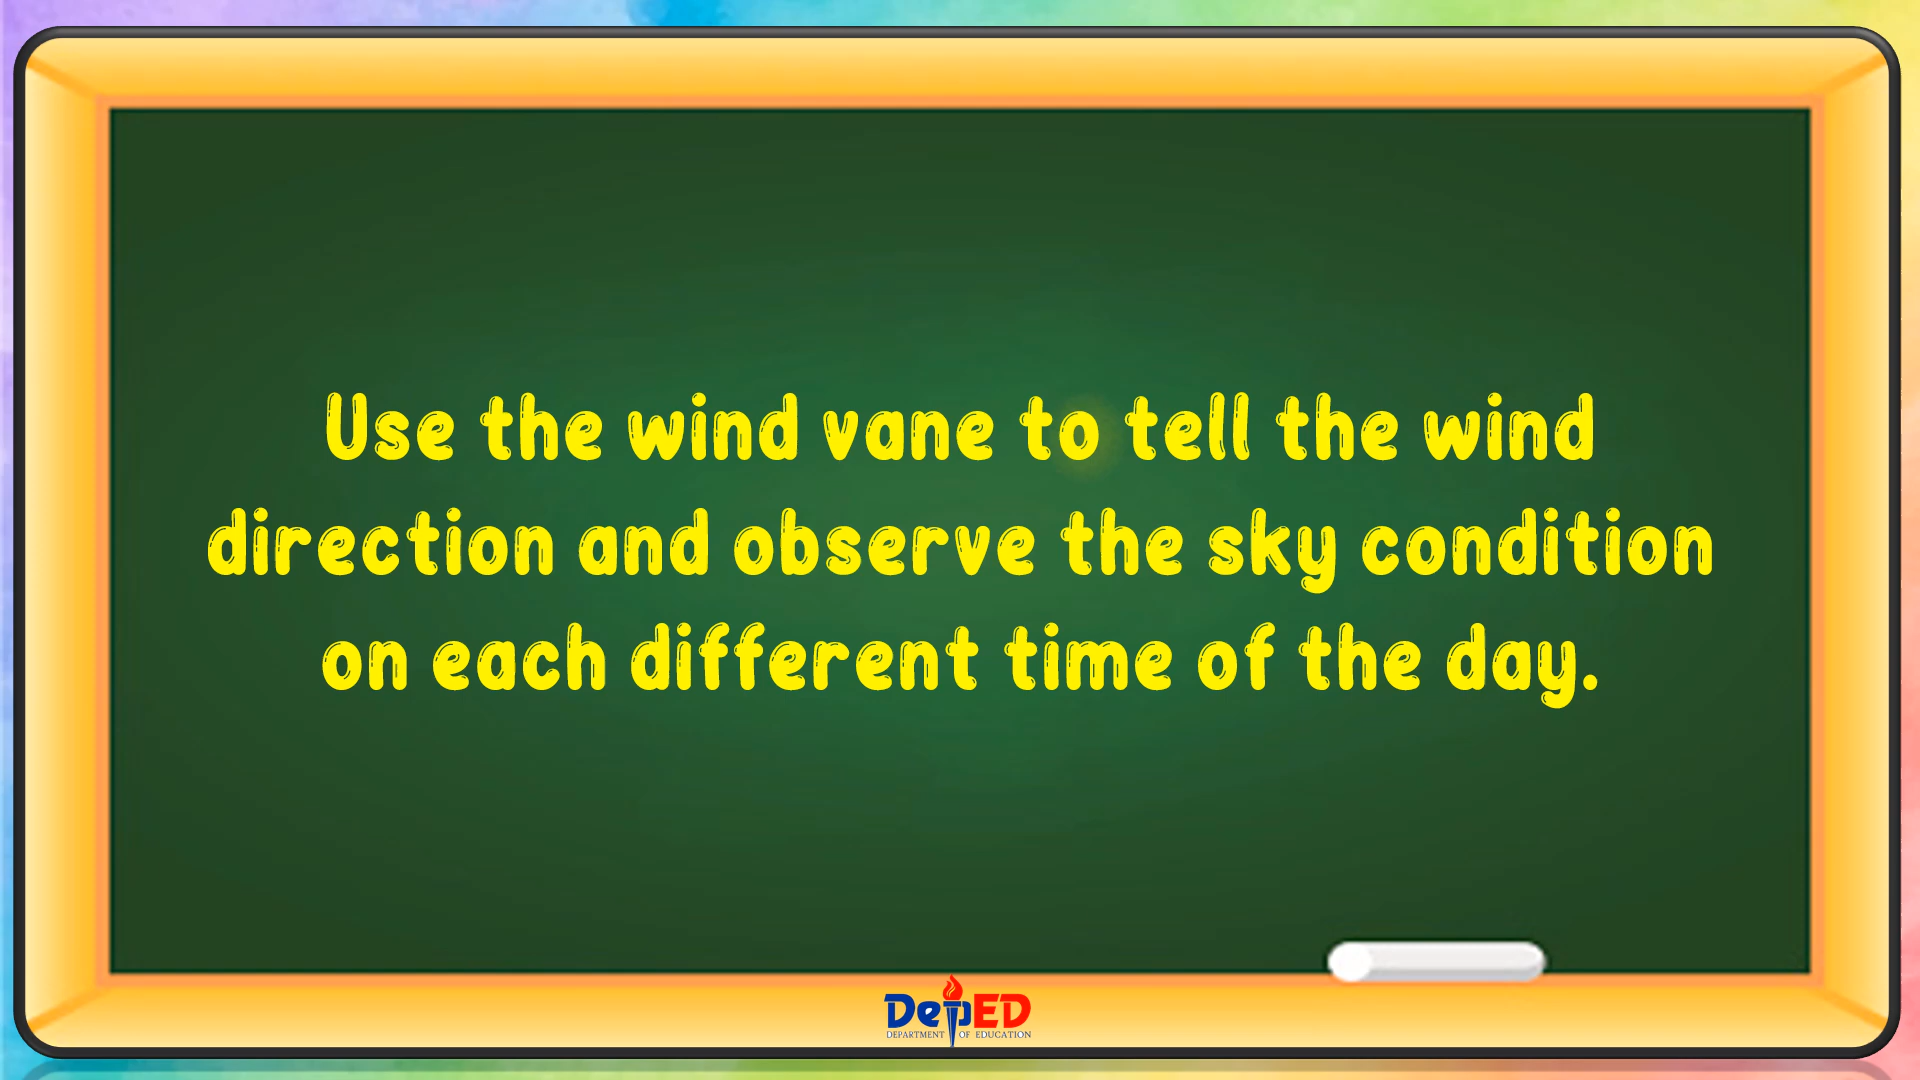 Use the wind vane to tell the wind
direction and observe the sky condition
on each different time of the day.
DepED
DEPARTMENT OF EDUCATION